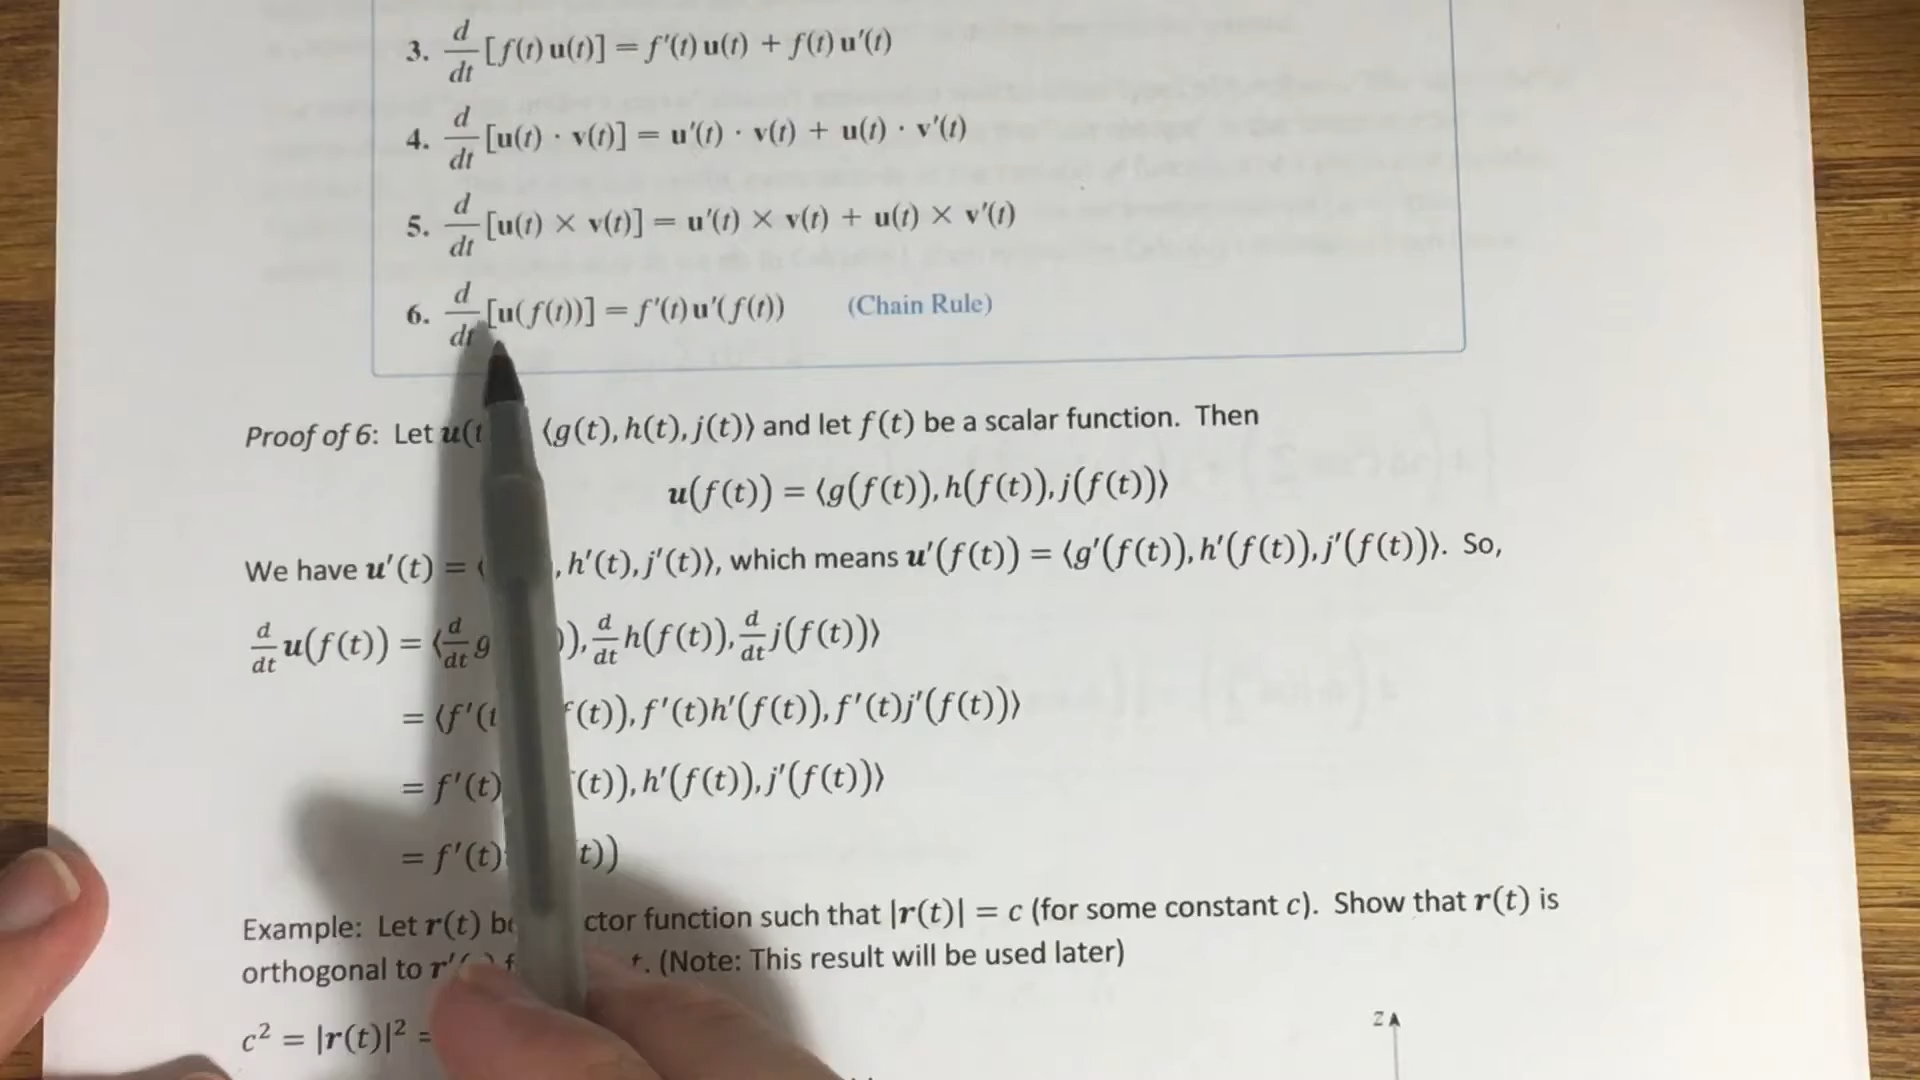 3. d/dt [f(t) u(t)] = f′(t) u(t) + f(t) u′(t)
4. d/dt [u(t) · v(t)] = u′(t) · v(t) + u(t) · v′(t)
5. d/dt [u(t) × v(t)] = u′(t) × v(t) + u(t) × v′(t)
6. d/dt [u(f(t))] = f′(t) u′(f(t)) (Chain Rule)
Proof of 6: Let u(t ⟨g(t), h(t), j(t)⟩ and let f(t) be a scalar function. Then
u(f(t)) = ⟨g(f(t)), h(f(t)), j(f(t))⟩
We have u′(t) = ⟨ , h′(t), j′(t)⟩, which means u′(f(t)) = ⟨g′(f(t)), h′(f(t)), j′(f(t))⟩. So,
d/dt u(f(t)) = ⟨d/dt g )), d/dt h(f(t)), d/dt j(f(t))⟩
= ⟨f′(t (t)), f′(t)h′(f(t)), f′(t)j′(f(t))⟩
= f′(t) (t)), h′(f(t)), j′(f(t))⟩
= f′(t) t))
Example: Let r(t) function such that |r(t)| = c (for some constant c). Show that r(t) is
orthogonal to t. (Note: This result will be used later)
c² = |r(t)|² =
z